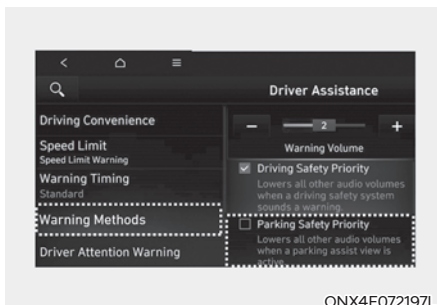 Driver Assistance
Driving Convenience
Speed Limit
Speed Limit Warning
Warning Timing
Standard
Warning Methods
Driver Attention Warning
2
Warning Volume
Driving Safety Priority
Lowers all other audio volumes
when a driving safety system
sounds a warning.
Parking Safety Priority
Lowers all other audio volumes
when a parking assist view is
active.
ONX4E072197L